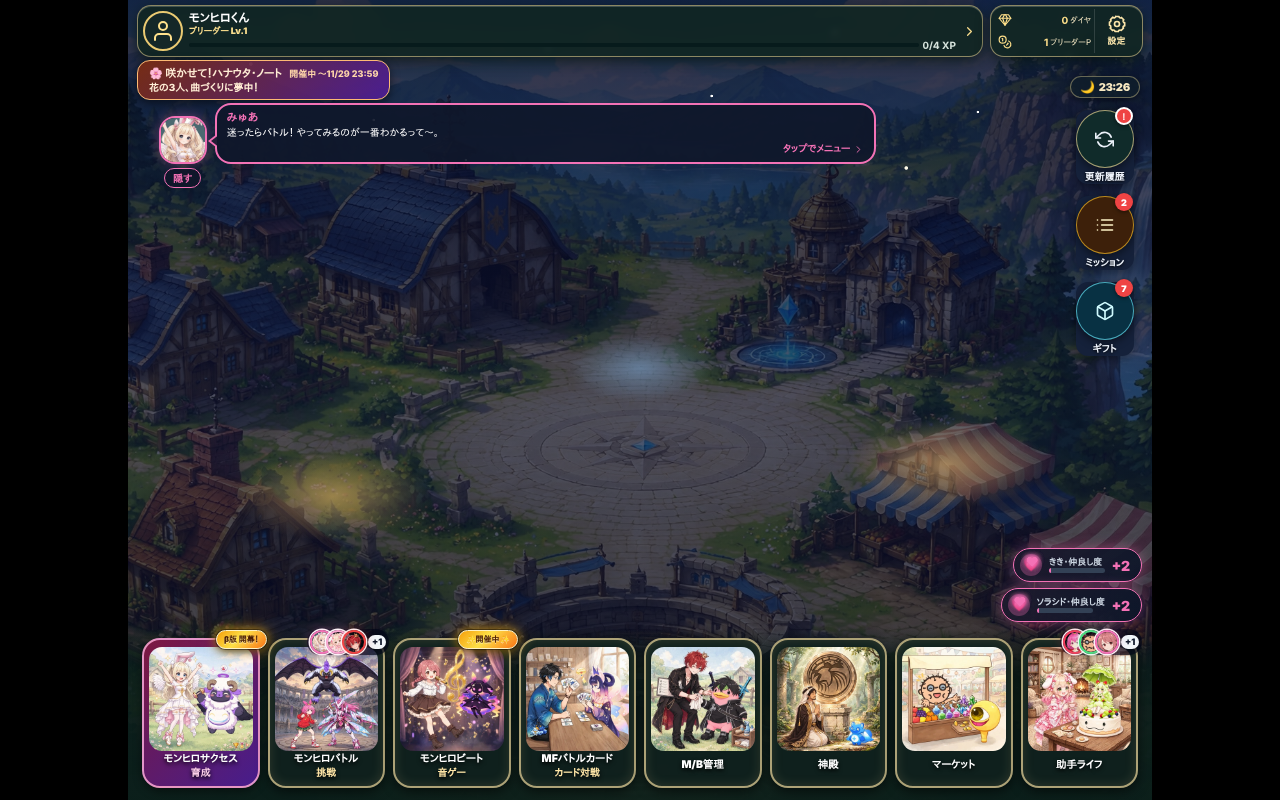 モンヒロくん
ブリーダー Lv.1
0/4 XP
0 ダイヤ
1 ブリーダーP
設定
🌸 咲かせて!ハナウタ・ノート 開催中 〜11/29 23:59
花の3人、曲づくりに夢中!
🌙 23:26
みゅあ
迷ったらバトル! やってみるのが一番わかるって〜。
タップでメニュー
隠す
!
更新履歴
2
ミッション
7
ギフト
きき・仲良し度 +2
ソラシド・仲良し度 +2
β版 開幕!
+1
開催中
+1
モンヒロサクセス
育成
モンヒロバトル
挑戦
モンヒロビート
音ゲー
MFバトルカード
カード対戦
M/B管理
神殿
マーケット
助手ライフ